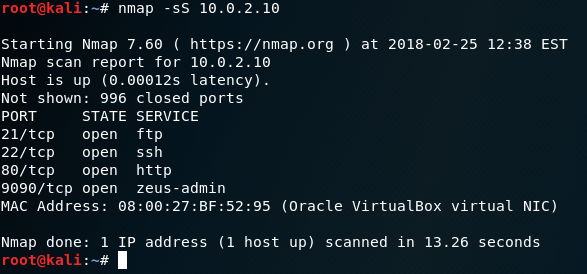 root@kali:~# nmap -sS 10.0.2.10
Starting Nmap 7.60 ( https://nmap.org ) at 2018-02-25 12:38 EST
Nmap scan report for 10.0.2.10
Host is up (0.00012s latency).
Not shown: 996 closed ports
PORT     STATE SERVICE
21/tcp   open  ftp
22/tcp   open  ssh
80/tcp   open  http
9090/tcp open  zeus-admin
MAC Address: 08:00:27:BF:52:95 (Oracle VirtualBox virtual NIC)
Nmap done: 1 IP address (1 host up) scanned in 13.26 seconds
root@kali:~#